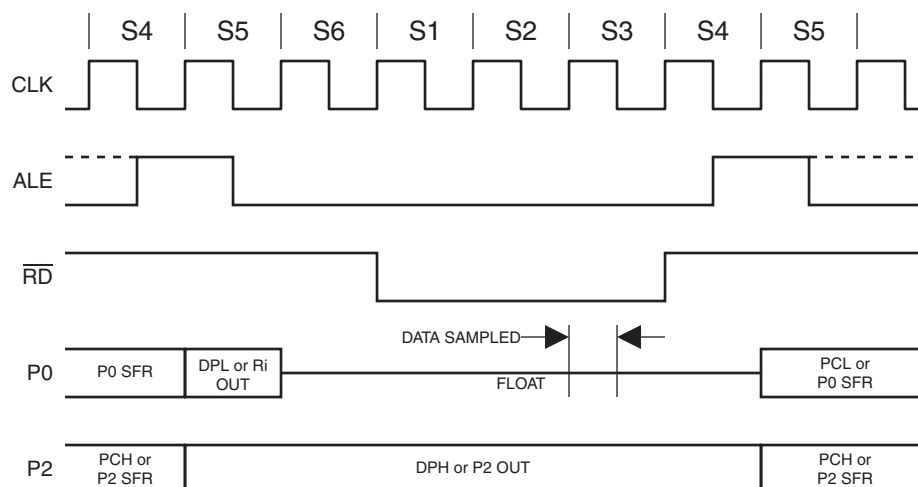 S4 S5 S6 S1 S2 S3 S4 S5
CLK
ALE
RD
DATA SAMPLED
P0
P0 SFR
DPL or Ri
OUT
FLOAT
PCL or
P0 SFR
P2
PCH or
P2 SFR
DPH or P2 OUT
PCH or
P2 SFR